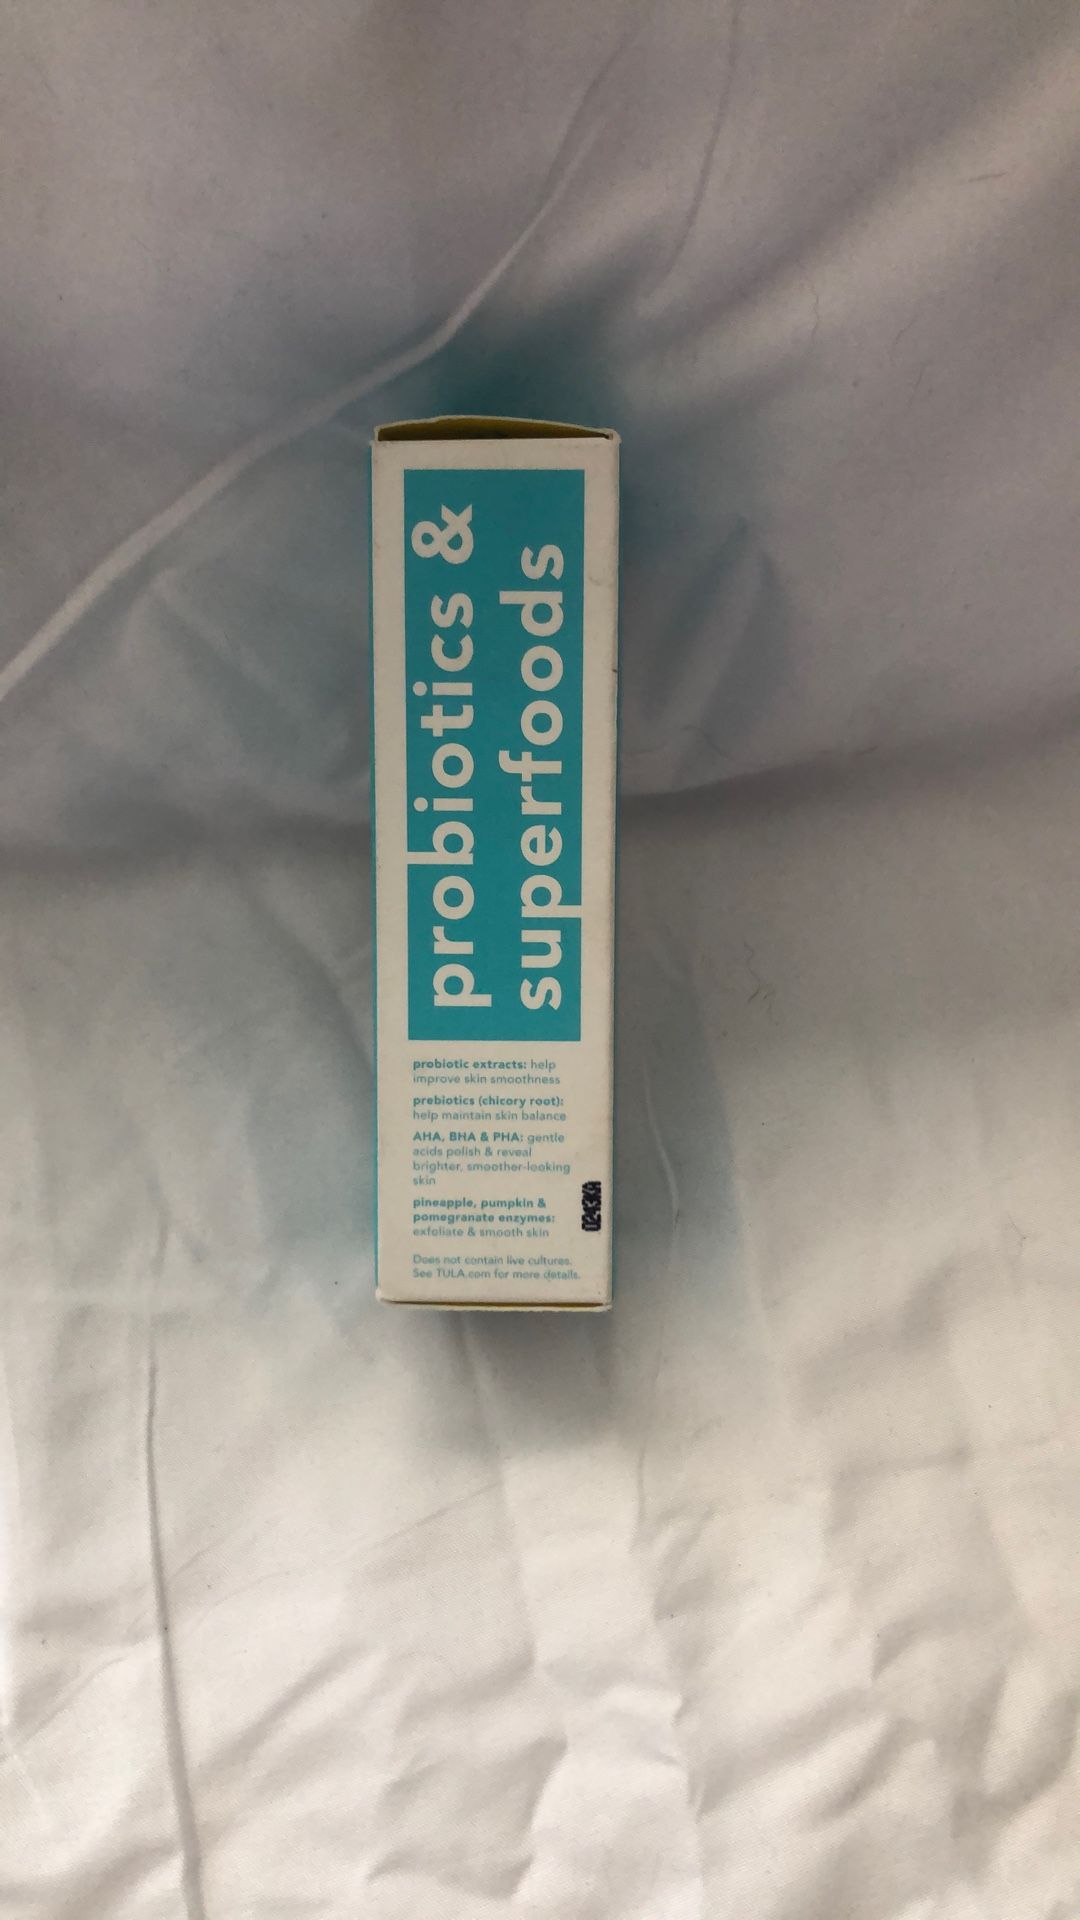 probiotics &
superfoods
probiotic extracts: help
improve skin smoothness
prebiotics (chicory root):
help maintain skin balance
AHA, BHA & PHA: gentle
acids polish & reveal
brighter, smoother-looking
skin
pineapple, pumpkin &
pomegranate enzymes:
exfoliate & smooth skin
Does not contain live cultures.
See TULA.com for more details.